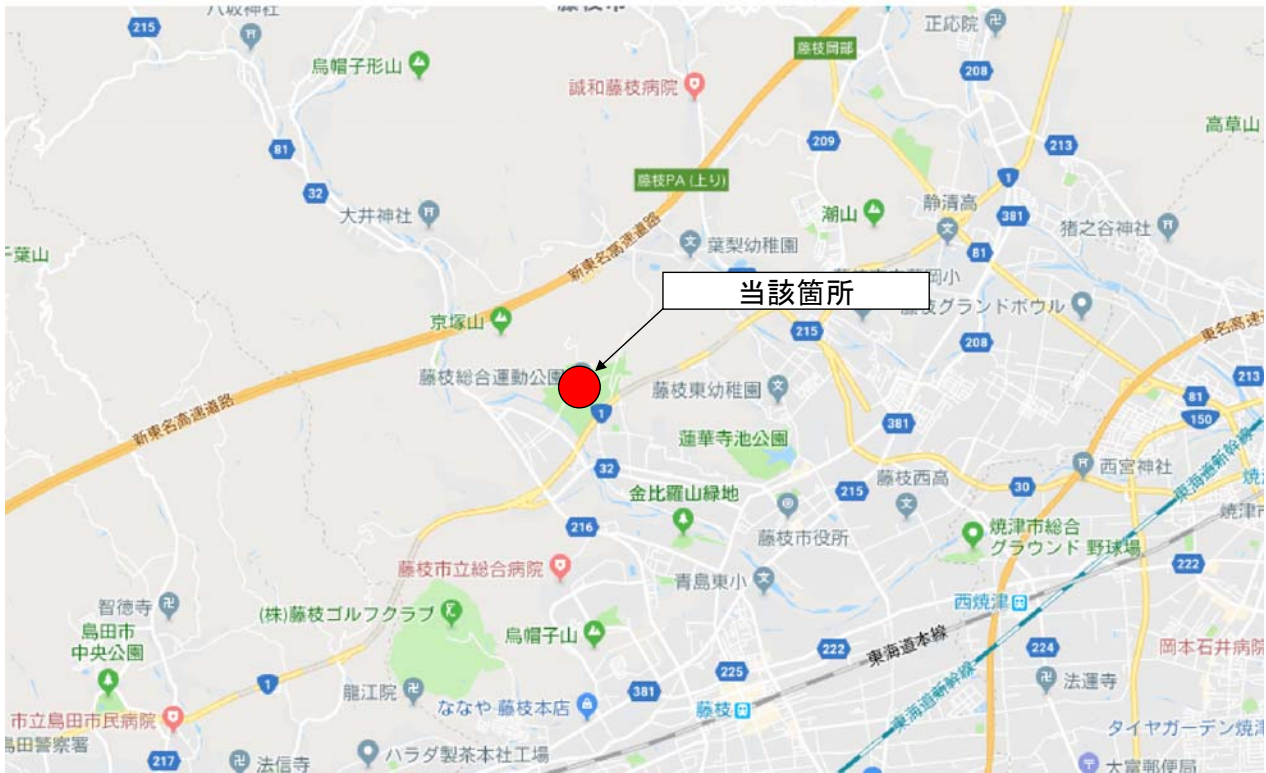 八坂神社
藤枝市
正応院
215
烏帽子形山
藤枝岡部
208
誠和藤枝病院
高草山
81
209
213
32
藤枝PA (上り)
1
大井神社
潮山
静清高
381
猪之谷神社
千葉山
新東名高速道路
葉梨幼稚園
81
当該箇所
藤枝グランドボウル
京塚山
215
208
東名高速道
藤枝総合運動公園
藤枝東幼稚園
213
新東名高速道路
1
381
81
150
蓮華寺池公園
32
西宮神社
東海道新幹線
金比羅山緑地
215
藤枝西高
30
216
藤枝市役所
焼津市総合
グラウンド 野球場
焼津市
藤枝市立総合病院
青島東小
222
智徳寺
(株)藤枝ゴルフクラブ
西焼津
島田市
中央公園
烏帽子山
東海道本線
222
224
岡本石井病院
225
1
龍江院
381
法運寺
ななや 藤枝本店
藤枝
東海道新幹線
市立島田市民病院
タイヤガーデン焼津
島田警察署
217
法信寺
ハラダ製茶本社工場
大富郵便局